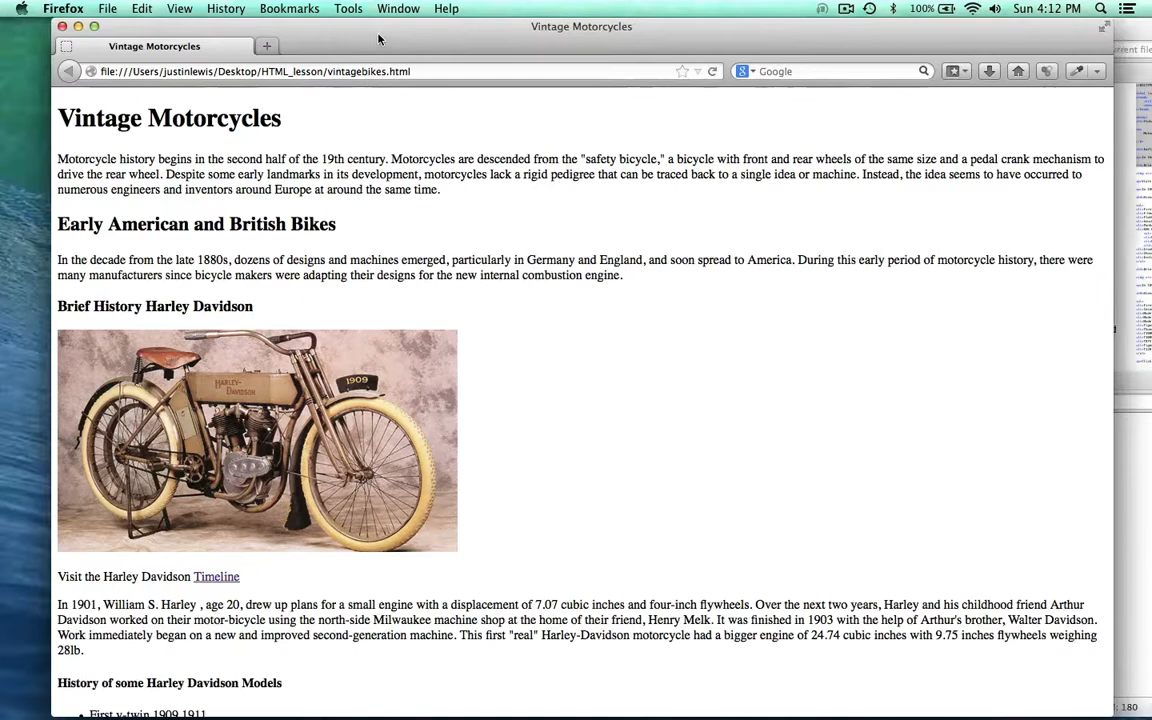 Firefox File Edit View History Bookmarks Tools Window Help 100% Sun 4:12 PM
Vintage Motorcycles
Vintage Motorcycles
file:///Users/justinlewis/Desktop/HTML_lesson/vintagebikes.html Google
Vintage Motorcycles
Motorcycle history begins in the second half of the 19th century. Motorcycles are descended from the "safety bicycle," a bicycle with front and rear wheels of the same size and a pedal crank mechanism to
drive the rear wheel. Despite some early landmarks in its development, motorcycles lack a rigid pedigree that can be traced back to a single idea or machine. Instead, the idea seems to have occurred to
numerous engineers and inventors around Europe at around the same time.
Early American and British Bikes
In the decade from the late 1880s, dozens of designs and machines emerged, particularly in Germany and England, and soon spread to America. During this early period of motorcycle history, there were
many manufacturers since bicycle makers were adapting their designs for the new internal combustion engine.
Brief History Harley Davidson
HARLEY-
DAVIDSON
1909
Visit the Harley Davidson Timeline
In 1901, William S. Harley , age 20, drew up plans for a small engine with a displacement of 7.07 cubic inches and four-inch flywheels. Over the next two years, Harley and his childhood friend Arthur
Davidson worked on their motor-bicycle using the north-side Milwaukee machine shop at the home of their friend, Henry Melk. It was finished in 1903 with the help of Arthur's brother, Walter Davidson.
Work immediately began on a new and improved second-generation machine. This first "real" Harley-Davidson motorcycle had a bigger engine of 24.74 cubic inches with 9.75 inches flywheels weighing
28lb.
History of some Harley Davidson Models
First v-twin 1909 1911
: 180